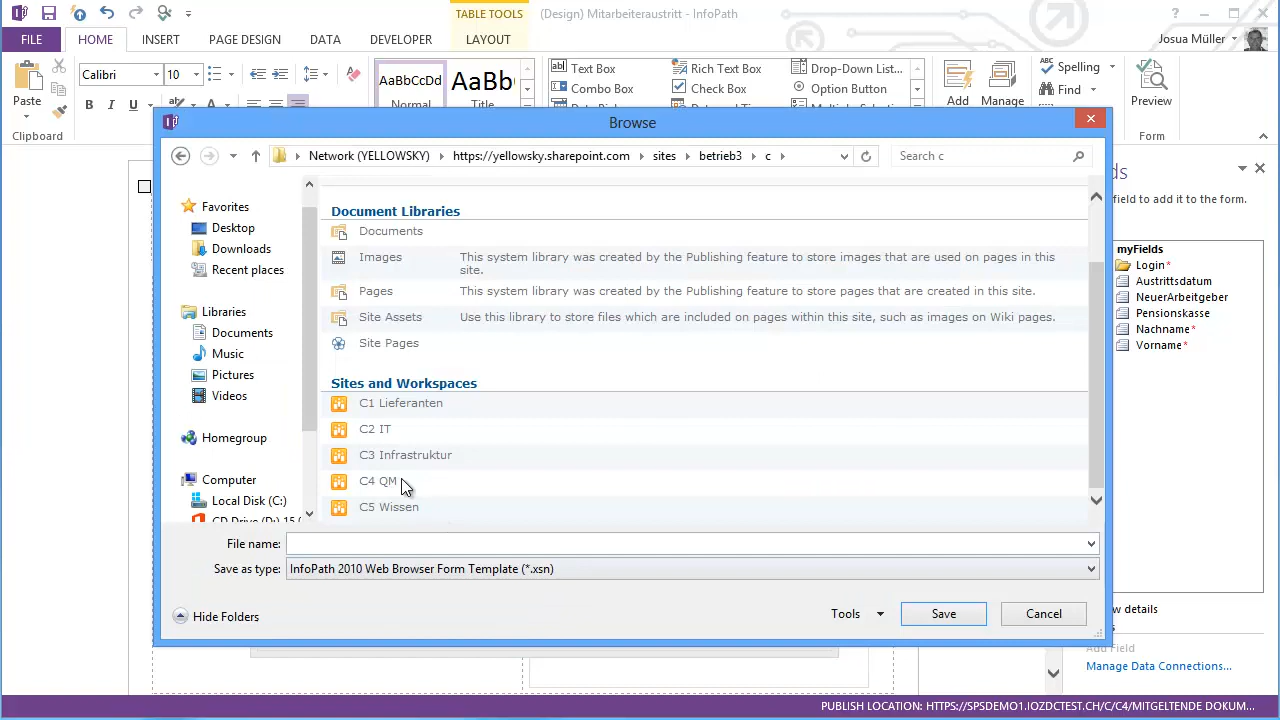 TABLE TOOLS
(Design) Mitarbeiteraustritt - InfoPath
FILE
HOME
INSERT
PAGE DESIGN
DATA
DEVELOPER
LAYOUT
Josua Müller
Paste
Clipboard
Calibri
10
B I U
AaBbCcDd
Normal
AaBb(
Title
Text Box
Combo Box
Rich Text Box
Check Box
Drop-Down List...
Option Button
Add
Manage
Spelling
Find
Preview
Form
Browse
Network (YELLOWSKY)
https://yellowsky.sharepoint.com
sites
betrieb3
c
Search c
Favorites
Desktop
Downloads
Recent places
Libraries
Documents
Music
Pictures
Videos
Homegroup
Computer
Local Disk (C:)
Document Libraries
Documents
Images
This system library was created by the Publishing feature to store images that are used on pages in this
site.
Pages
This system library was created by the Publishing feature to store pages that are created in this site.
Site Assets
Use this library to store files which are included on pages within this site, such as images on Wiki pages.
Site Pages
Sites and Workspaces
C1 Lieferanten
C2 IT
C3 Infrastruktur
C4 QM
C5 Wissen
File name:
Save as type:
InfoPath 2010 Web Browser Form Template (*.xsn)
Hide Folders
Tools
Save
Cancel
ds
field to add it to the form.
myFields
Login*
Austrittsdatum
NeuerArbeitgeber
Pensionskasse
Nachname*
Vorname*
w details
Add Field
Manage Data Connections...
PUBLISH LOCATION: HTTPS://SPSDEMO1.IOZDCTEST.CH/C/C4/MITGELTENDE DOKUM...